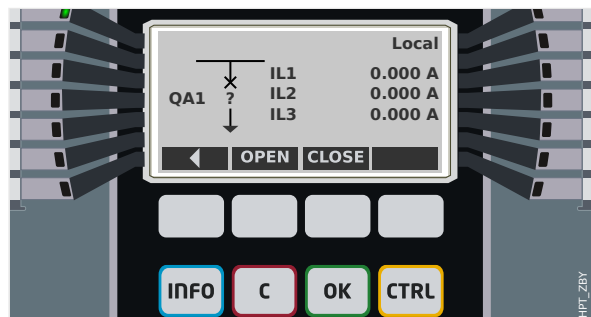 Local
IL1 0.000 A
QA1 ? IL2 0.000 A
IL3 0.000 A
OPEN CLOSE
INFO C OK CTRL
HPT_ZBY